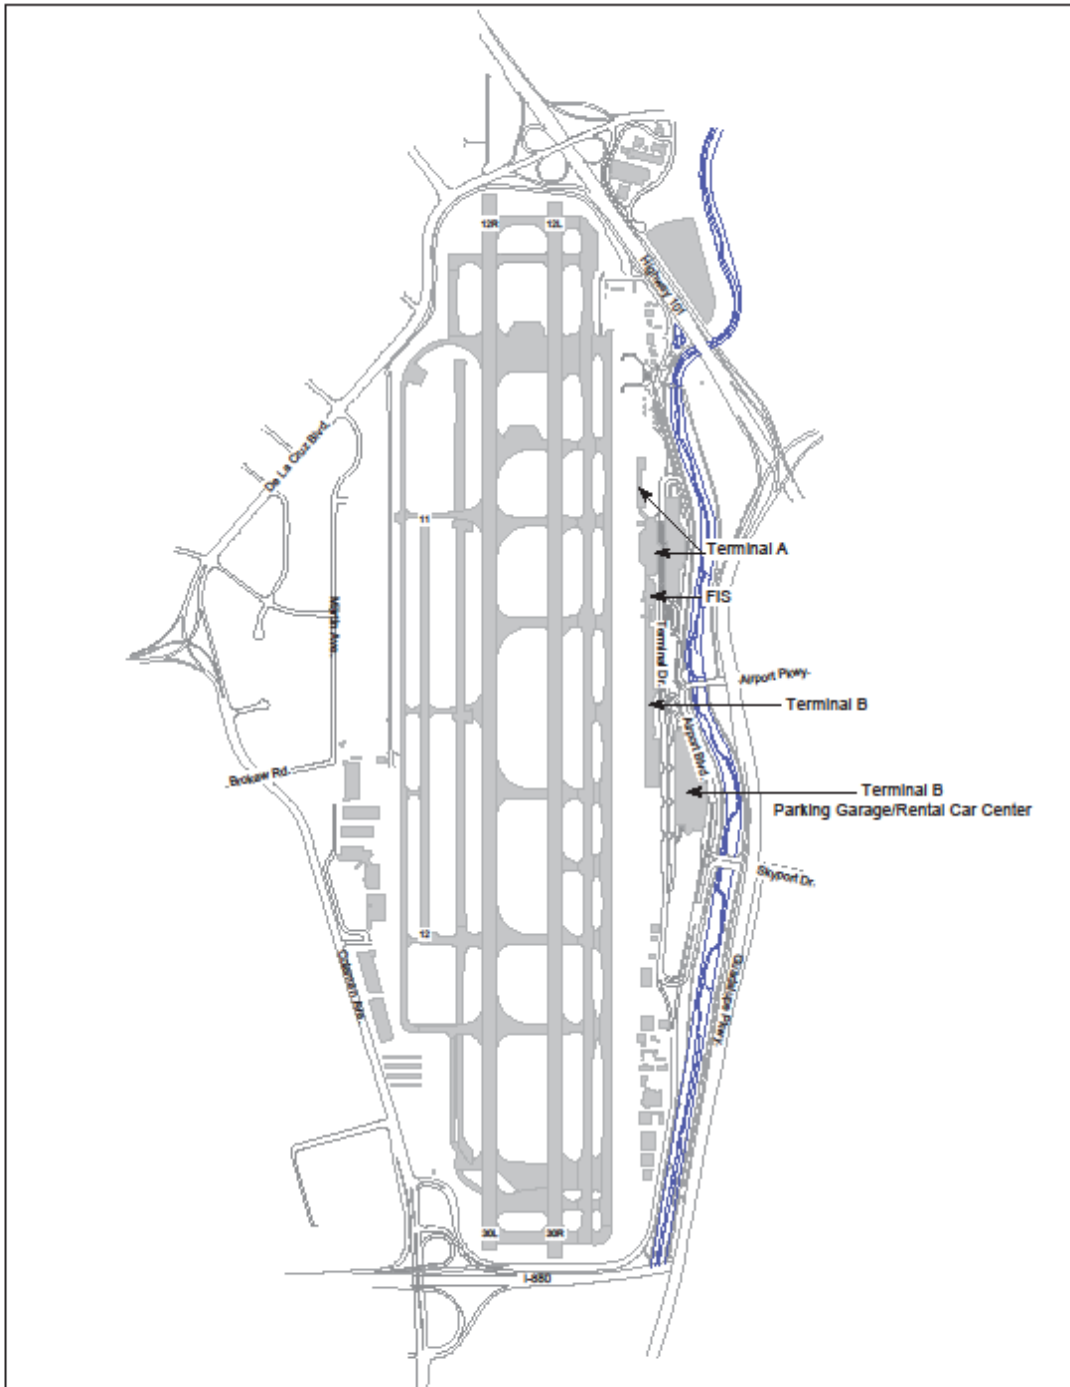 12R
12L
Highway 101
De La Cruz Blvd.
11
Terminal A
FIS
Martin Ave.
Terminal Dr.
Airport Pkwy.
Terminal B
Airport Blvd.
Brokaw Rd.
Terminal B
Parking Garage/Rental Car Center
Skyport Dr.
12
Coleman Ave.
Guadalupe Pkwy.
30L
30R
I-880